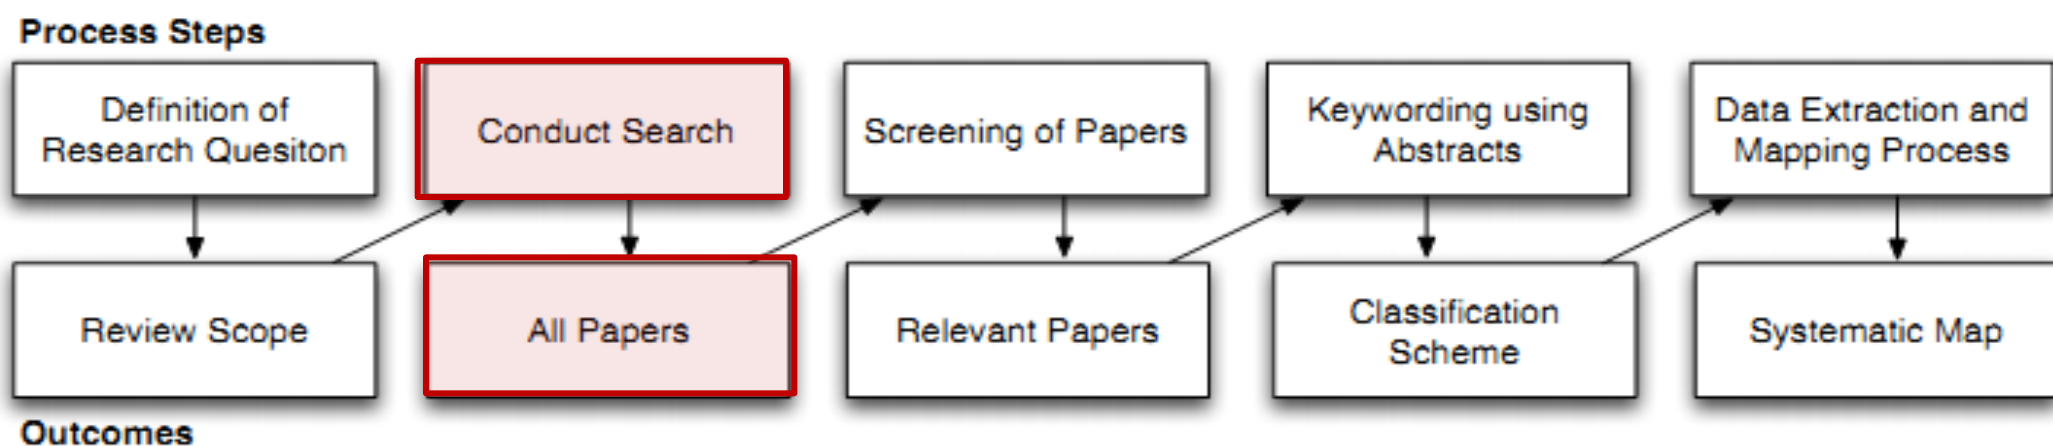 Process Steps
Definition of
Research Quesiton
Conduct Search
Screening of Papers
Keywording using
Abstracts
Data Extraction and
Mapping Process
Review Scope
All Papers
Relevant Papers
Classification
Scheme
Systematic Map
Outcomes